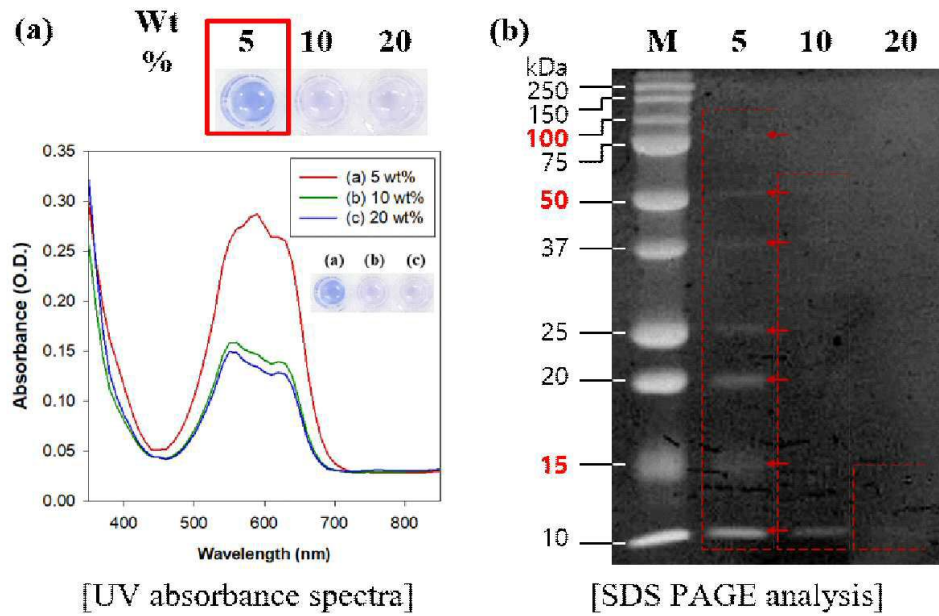 (a)
Wt
%
5 10 20
0.35
0.30
0.25
0.20
0.15
0.10
0.05
0.00
Absorbance (O.D.)
(a) 5 wt%
(b) 10 wt%
(c) 20 wt%
(a) (b) (c)
400 500 600 700 800
Wavelength (nm)
[UV absorbance spectra]
(b)
M 5 10 20
kDa
250
150
100
75
50
37
25
20
15
10
[SDS PAGE analysis]